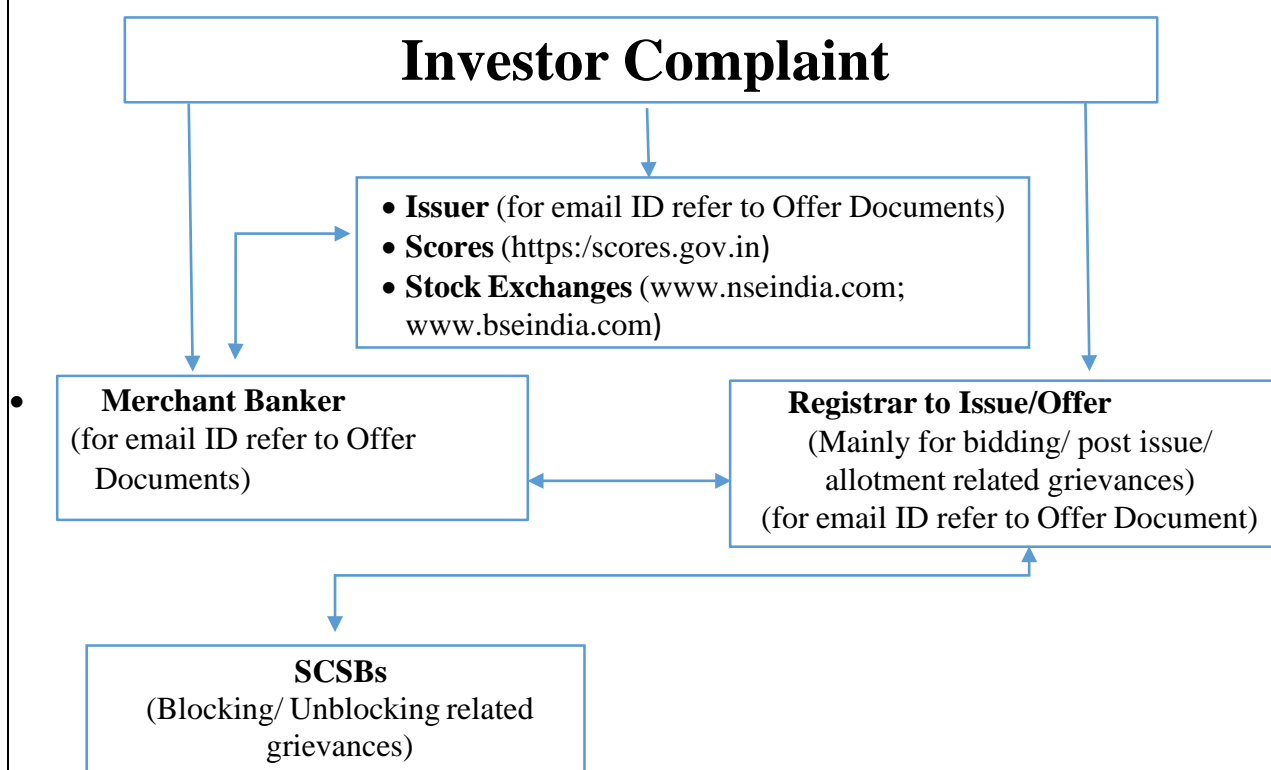 Investor Complaint
• Issuer (for email ID refer to Offer Documents)
• Scores (https:/scores.gov.in)
• Stock Exchanges (www.nseindia.com;
www.bseindia.com)
• Merchant Banker
(for email ID refer to Offer
Documents)
Registrar to Issue/Offer
(Mainly for bidding/ post issue/
allotment related grievances)
(for email ID refer to Offer Document)
SCSBs
(Blocking/ Unblocking related
grievances)